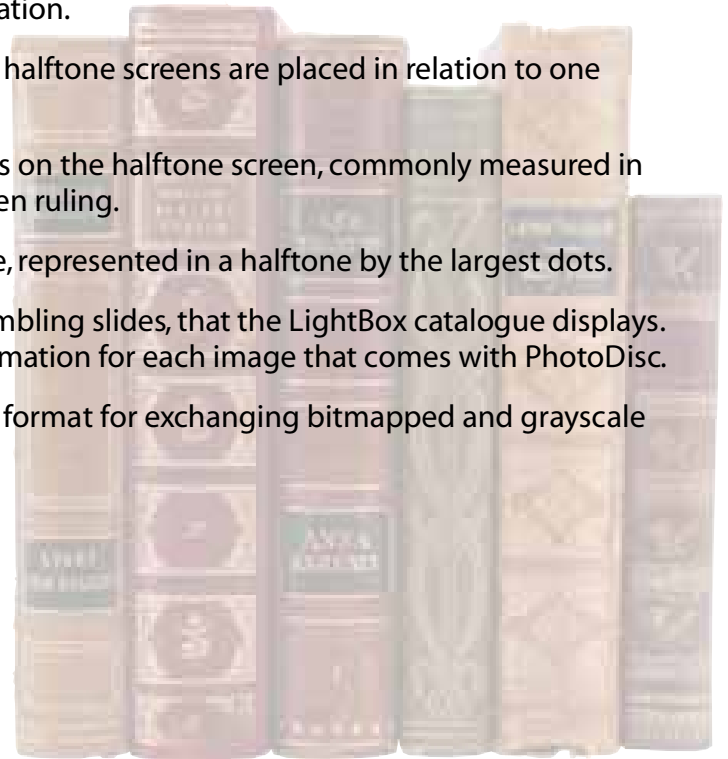 ation.
halftone screens are placed in relation to one
s on the halftone screen, commonly measured in
en ruling.
e, represented in a halftone by the largest dots.
mbling slides, that the LightBox catalogue displays.
rmation for each image that comes with PhotoDisc.
format for exchanging bitmapped and grayscale
ANNA